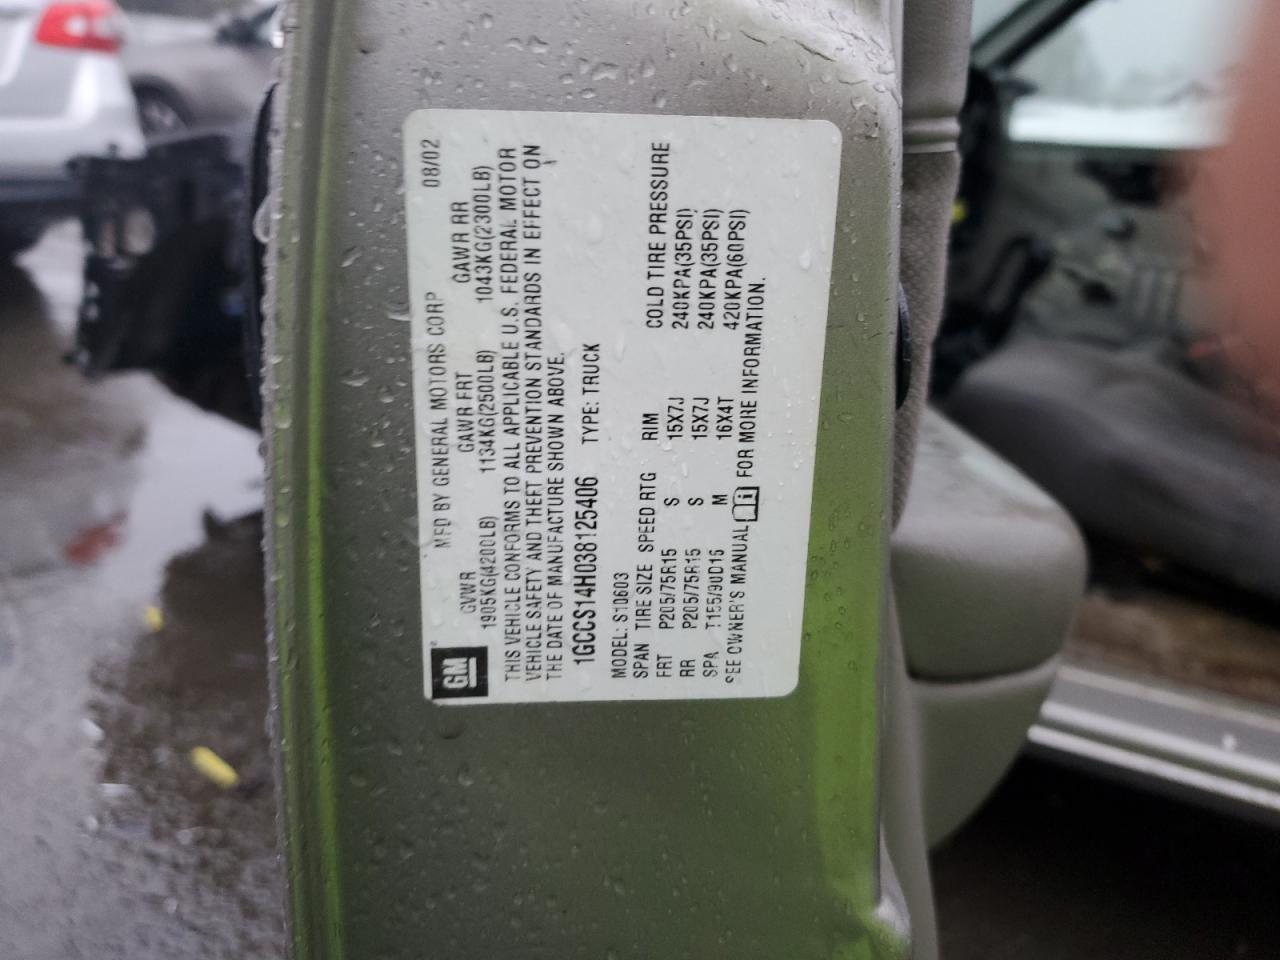 MFD BY GENERAL MOTORS CORP 08/02
GM
GVWR GAWR FRT GAWR RR
1905KG(4200LB) 1134KG(2500LB) 1043KG(2300LB)
THIS VEHICLE CONFORMS TO ALL APPLICABLE U.S. FEDERAL MOTOR
VEHICLE SAFETY AND THEFT PREVENTION STANDARDS IN EFFECT ON
THE DATE OF MANUFACTURE SHOWN ABOVE.
1GCCS14H038125406 TYPE: TRUCK
MODEL: S10603
SPAN TIRE SIZE SPEED RTG RIM COLD TIRE PRESSURE
FRT P205/75R15 S 15X7J 240KPA(35PSI)
RR P205/75R15 S 15X7J 240KPA(35PSI)
SPA T155/90D16 M 16X4T 420KPA(60PSI)
SEE OWNER'S MANUAL FOR MORE INFORMATION.